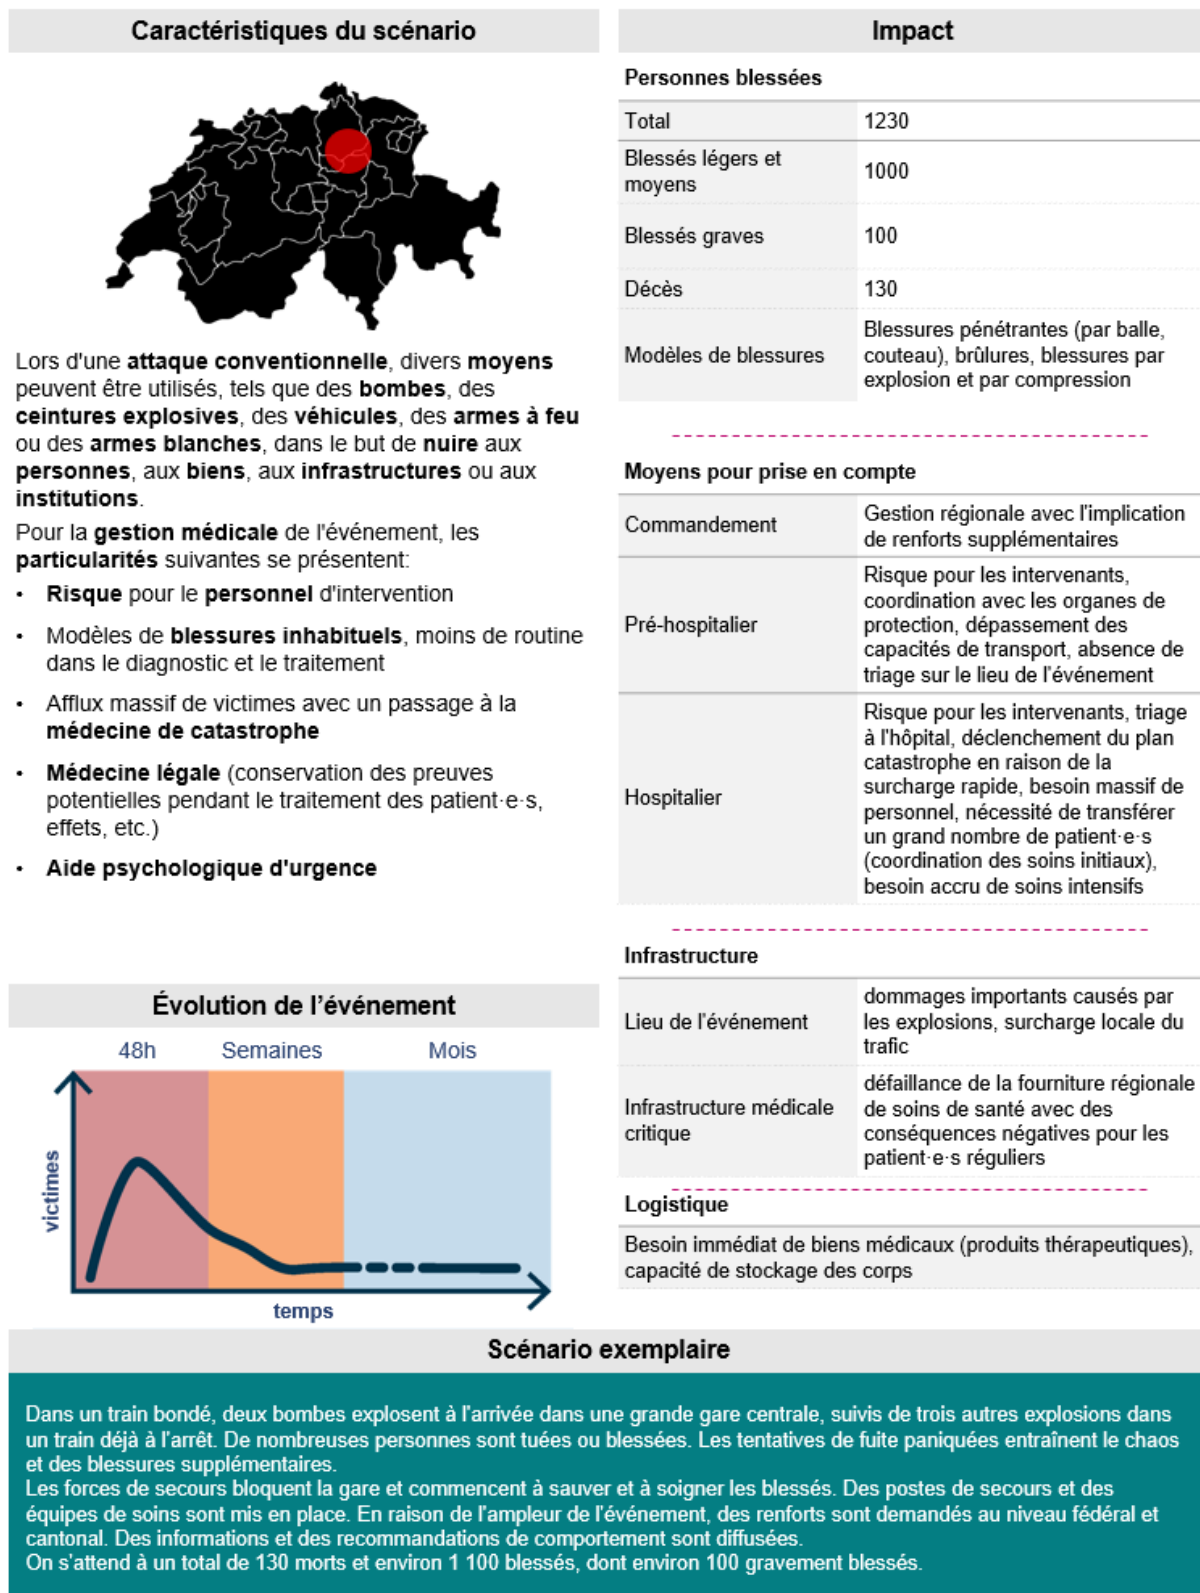 Caractéristiques du scénario
Lors d'une attaque conventionnelle, divers moyens
peuvent être utilisés, tels que des bombes, des
ceintures explosives, des véhicules, des armes à feu
ou des armes blanches, dans le but de nuire aux
personnes, aux biens, aux infrastructures ou aux
institutions.
Pour la gestion médicale de l'événement, les
particularités suivantes se présentent:
• Risque pour le personnel d'intervention
• Modèles de blessures inhabituels, moins de routine
dans le diagnostic et le traitement
• Afflux massif de victimes avec un passage à la
médecine de catastrophe
• Médecine légale (conservation des preuves
potentielles pendant le traitement des patient·e·s,
effets, etc.)
• Aide psychologique d'urgence
Évolution de l'événement
48h Semaines Mois
victimes
temps
Impact
Personnes blessées
Total 1230
Blessés légers et
moyens 1000
Blessés graves 100
Décès 130
Modèles de blessures
Blessures pénétrantes (par balle,
couteau), brûlures, blessures par
explosion et par compression
Moyens pour prise en compte
Commandement
Gestion régionale avec l'implication
de renforts supplémentaires
Pré-hospitalier
Risque pour les intervenants,
coordination avec les organes de
protection, dépassement des
capacités de transport, absence de
triage sur le lieu de l'événement
Hospitalier
Risque pour les intervenants, triage
à l'hôpital, déclenchement du plan
catastrophe en raison de la
surcharge rapide, besoin massif de
personnel, nécessité de transférer
un grand nombre de patient·e·s
(coordination des soins initiaux),
besoin accru de soins intensifs
Infrastructure
Lieu de l'événement
dommages importants causés par
les explosions, surcharge locale du
trafic
Infrastructure médicale
critique
défaillance de la fourniture régionale
de soins de santé avec des
conséquences négatives pour les
patient·e·s réguliers
Logistique
Besoin immédiat de biens médicaux (produits thérapeutiques),
capacité de stockage des corps
Scénario exemplaire
Dans un train bondé, deux bombes explosent à l'arrivée dans une grande gare centrale, suivis de trois autres explosions dans
un train déjà à l'arrêt. De nombreuses personnes sont tuées ou blessées. Les tentatives de fuite paniquées entraînent le chaos
et des blessures supplémentaires.
Les forces de secours bloquent la gare et commencent à sauver et à soigner les blessés. Des postes de secours et des
équipes de soins sont mis en place. En raison de l'ampleur de l'événement, des renforts sont demandés au niveau fédéral et
cantonal. Des informations et des recommandations de comportement sont diffusées.
On s'attend à un total de 130 morts et environ 1 100 blessés, dont environ 100 gravement blessés.